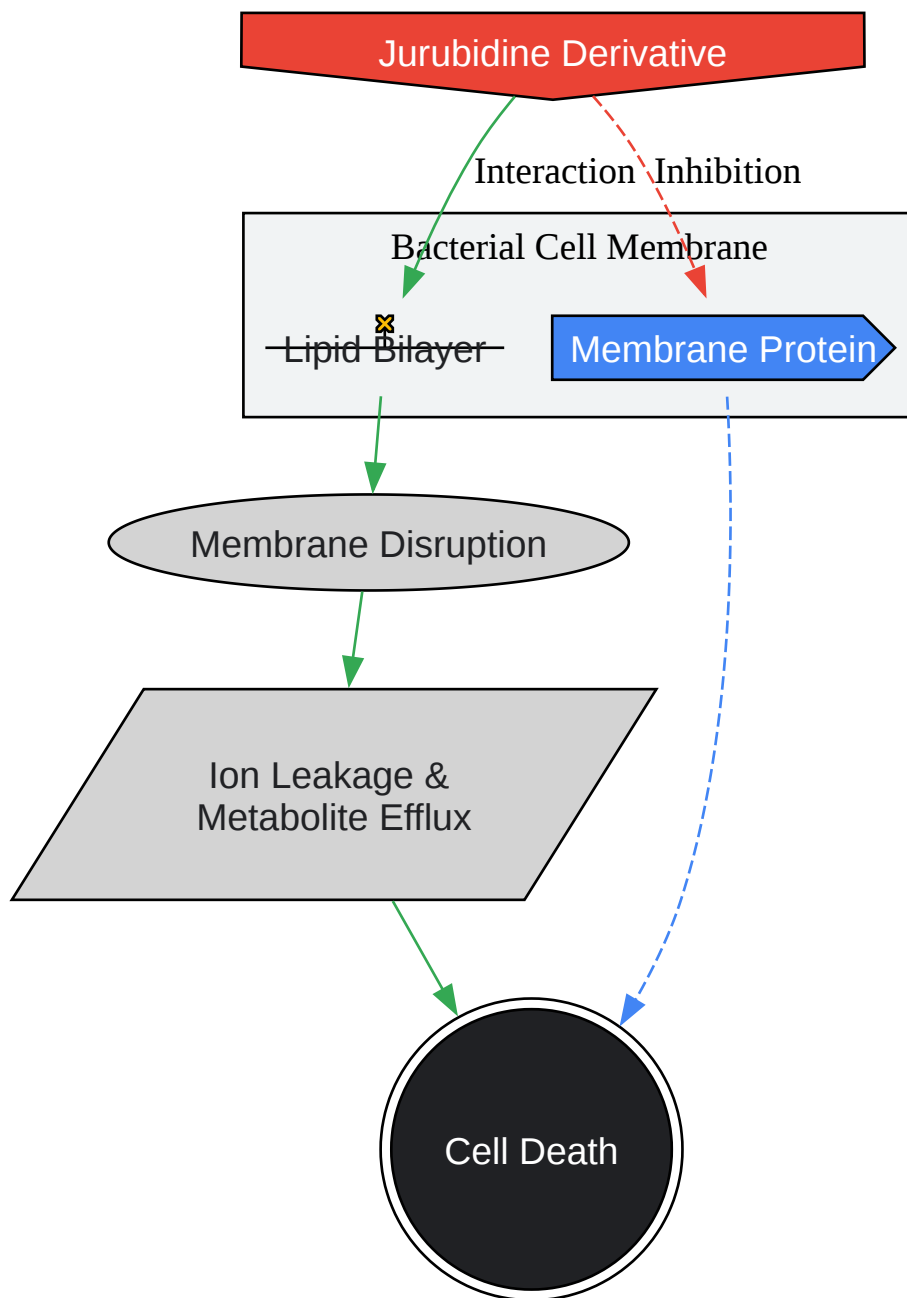 Jurubidine Derivative
Interaction
Inhibition
Bacterial Cell Membrane
Lipid Bilayer
Membrane Protein
Membrane Disruption
Ion Leakage &
Metabolite Efflux
Cell Death